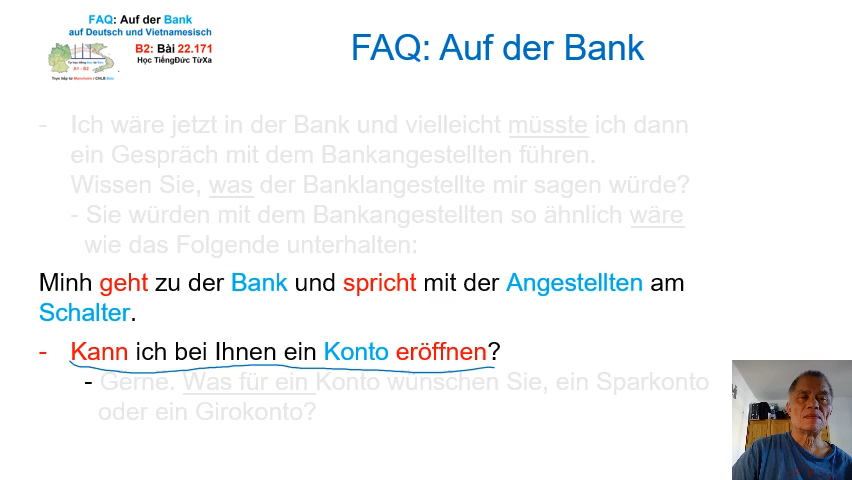 FAQ: Auf der Bank
auf Deutsch und Vietnamesisch
B2: Bài 22.171
Học TiếngĐức TừXa
A1 - B2
FAQ: Auf der Bank
- Ich wäre jetzt in der Bank und vielleicht müsste ich dann
ein Gespräch mit dem Bankangestellten führen.
Wissen Sie, was der Banklangestellte mir sagen würde?
- Sie würden mit dem Bankangestellten so ähnlich wäre
wie das Folgende unterhalten:
Minh geht zu der Bank und spricht mit der Angestellten am
Schalter.
- Kann ich bei Ihnen ein Konto eröffnen?
- Gerne. Was für ein Konto wünschen Sie, ein Sparkonto
oder ein Girokonto?